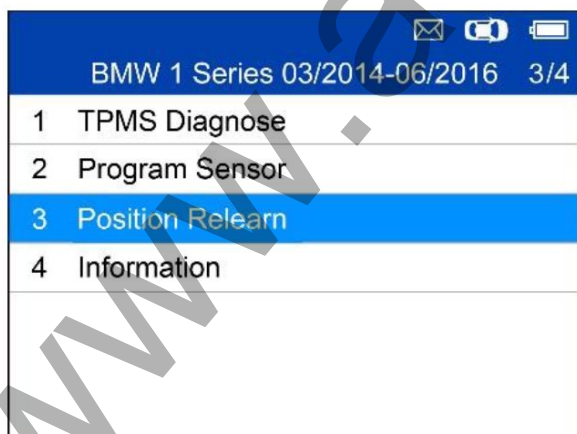 BMW 1 Series 03/2014-06/2016 3/4
1 TPMS Diagnose
2 Program Sensor
3 Position Relearn
4 Information
www.a